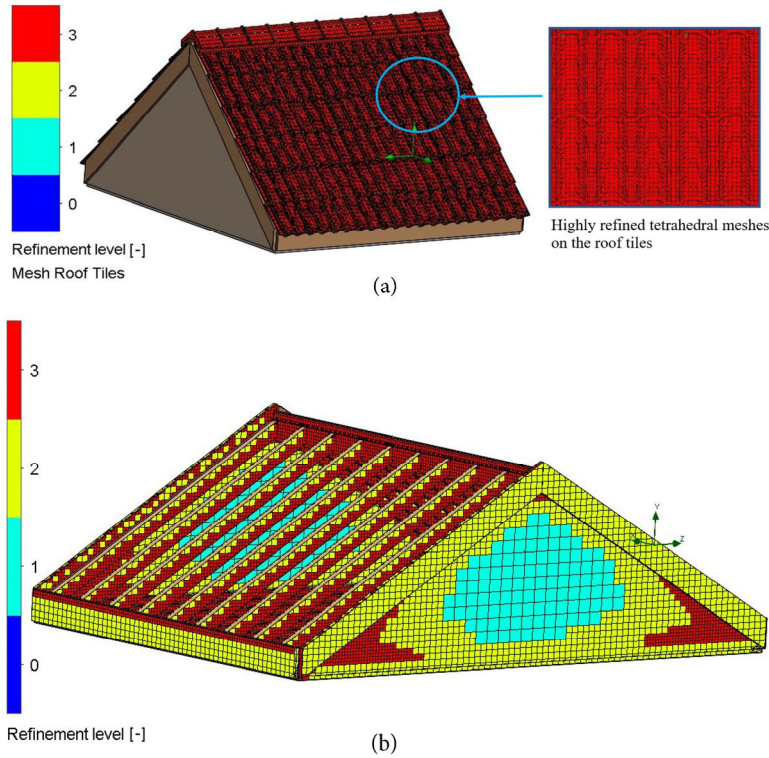 3
2
1
0
Refinement level [-]
Mesh Roof Tiles
Highly refined tetrahedral meshes
on the roof tiles
(a)
3
2
1
0
Y
Z
Refinement level [-]
(b)